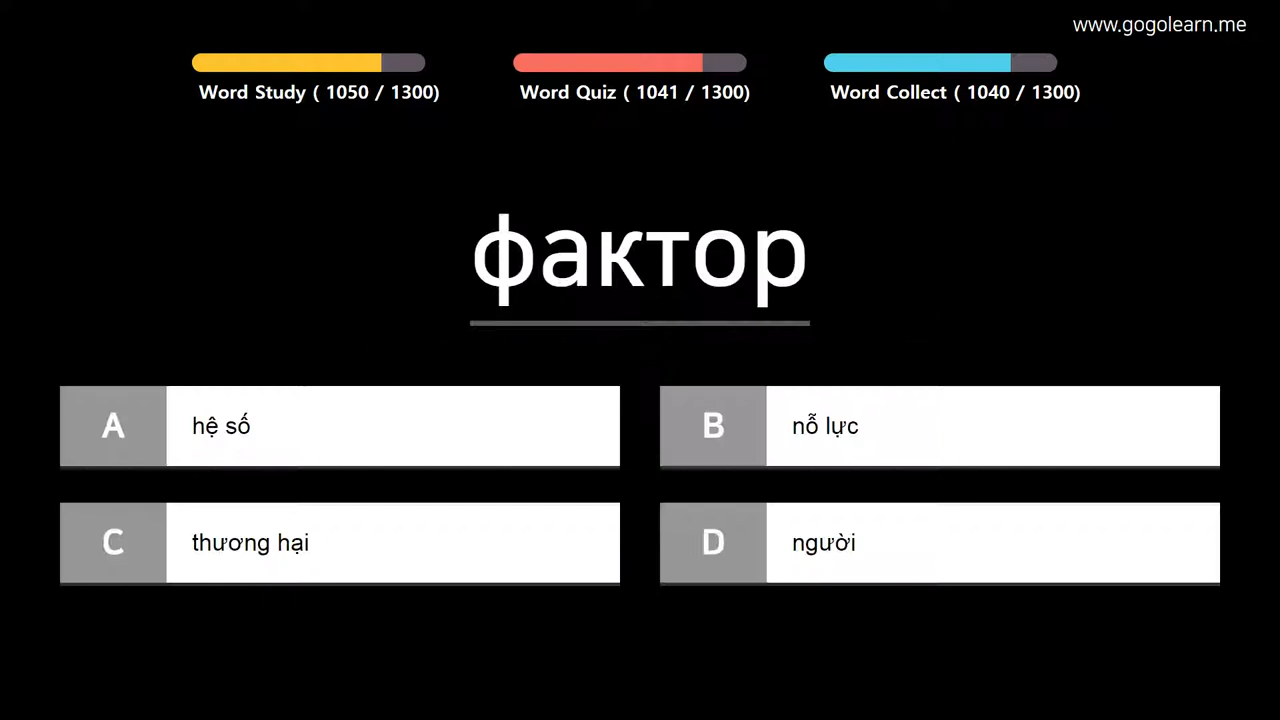 www.gogolearn.me
Word Study ( 1050 / 1300)
Word Quiz ( 1041 / 1300)
Word Collect ( 1040 / 1300)
фактор
A hệ số
B nỗ lực
C thương hại
D người